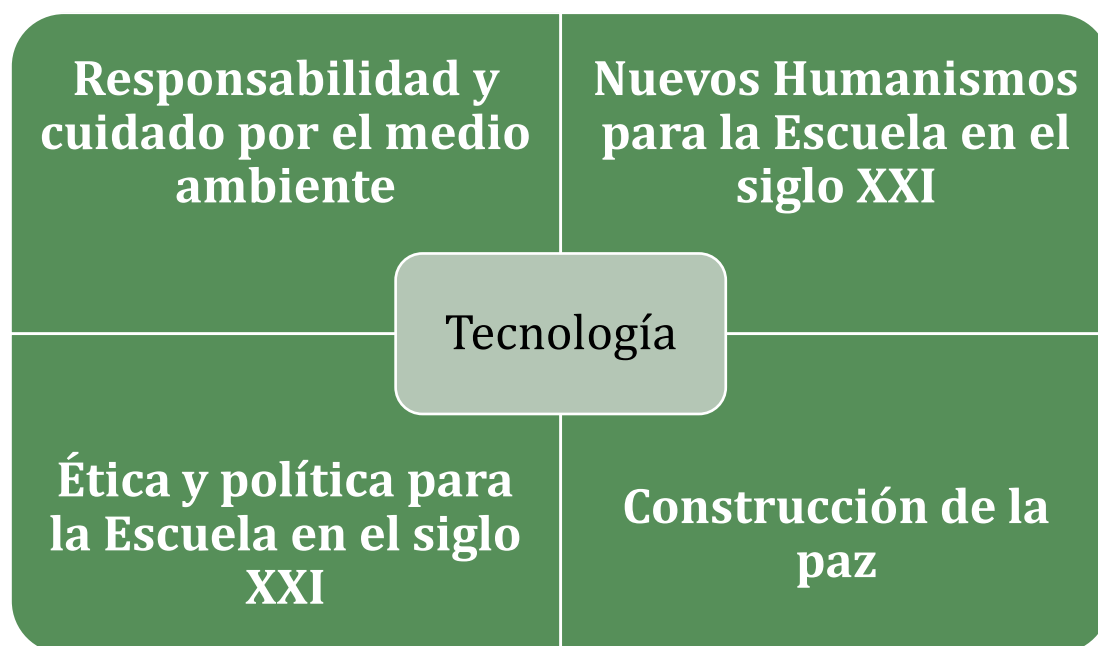 Responsabilidad y
cuidado por el medio
ambiente
Nuevos Humanismos
para la Escuela en el
siglo XXI
Tecnología
Ética y política para
la Escuela en el siglo
XXI
Construcción de la
paz